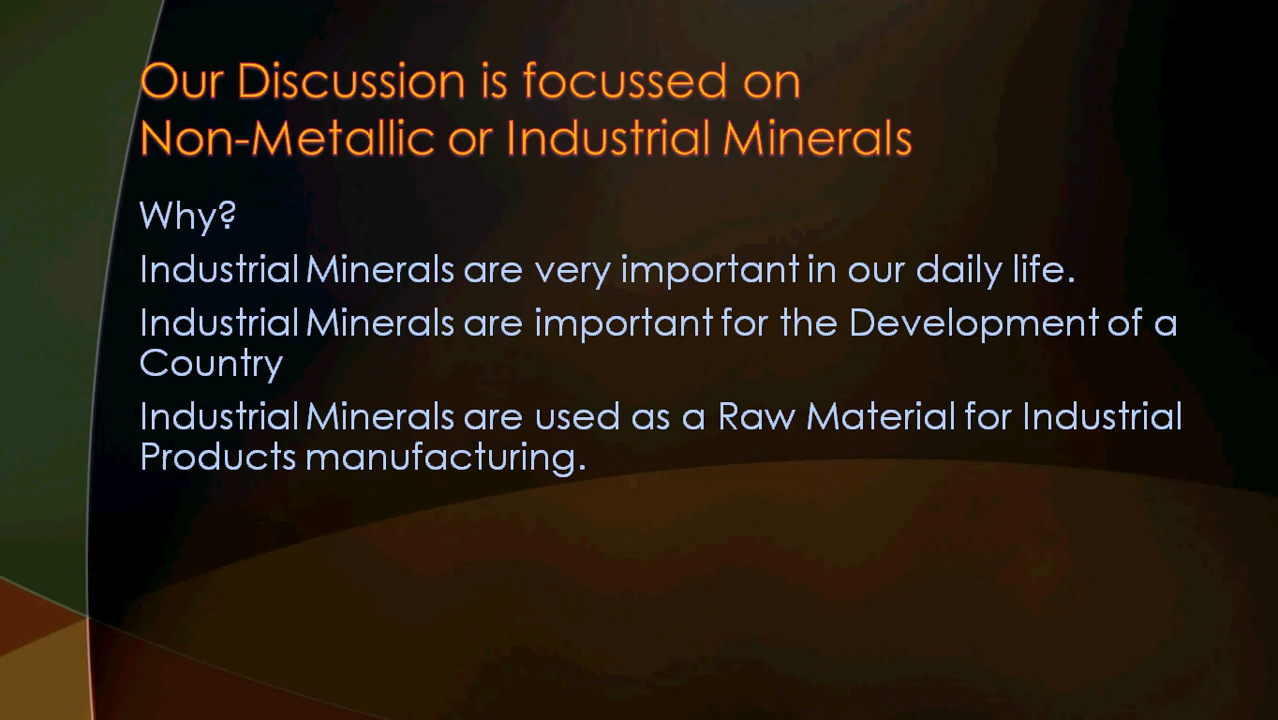 Our Discussion is focussed on
Non-Metallic or Industrial Minerals
Why?
Industrial Minerals are very important in our daily life.
Industrial Minerals are important for the Development of a
Country
Industrial Minerals are used as a Raw Material for Industrial
Products manufacturing.